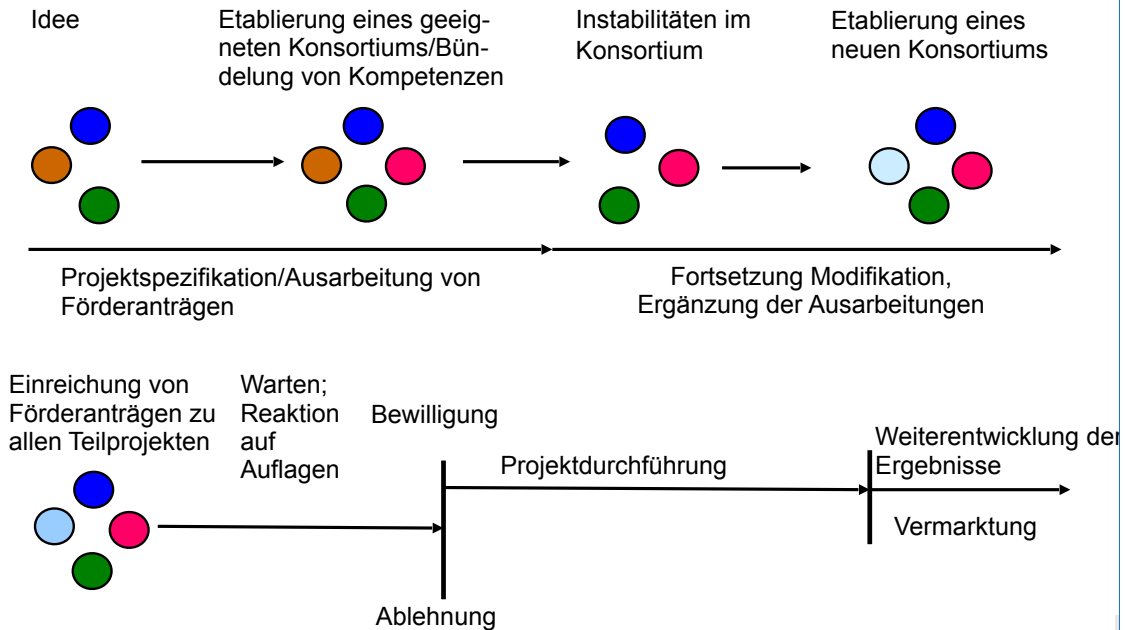 Idee
Etablierung eines geeig-
neten Konsortiums/Bün-
delung von Kompetenzen
Instabilitäten im
Konsortium
Etablierung eines
neuen Konsortiums
Projektspezifikation/Ausarbeitung von
Förderanträgen
Fortsetzung Modifikation,
Ergänzung der Ausarbeitungen
Einreichung von
Förderanträgen zu
allen Teilprojekten
Warten;
Reaktion
auf
Auflagen
Bewilligung
Projektdurchführung
Weiterentwicklung der
Ergebnisse
Vermarktung
Ablehnung